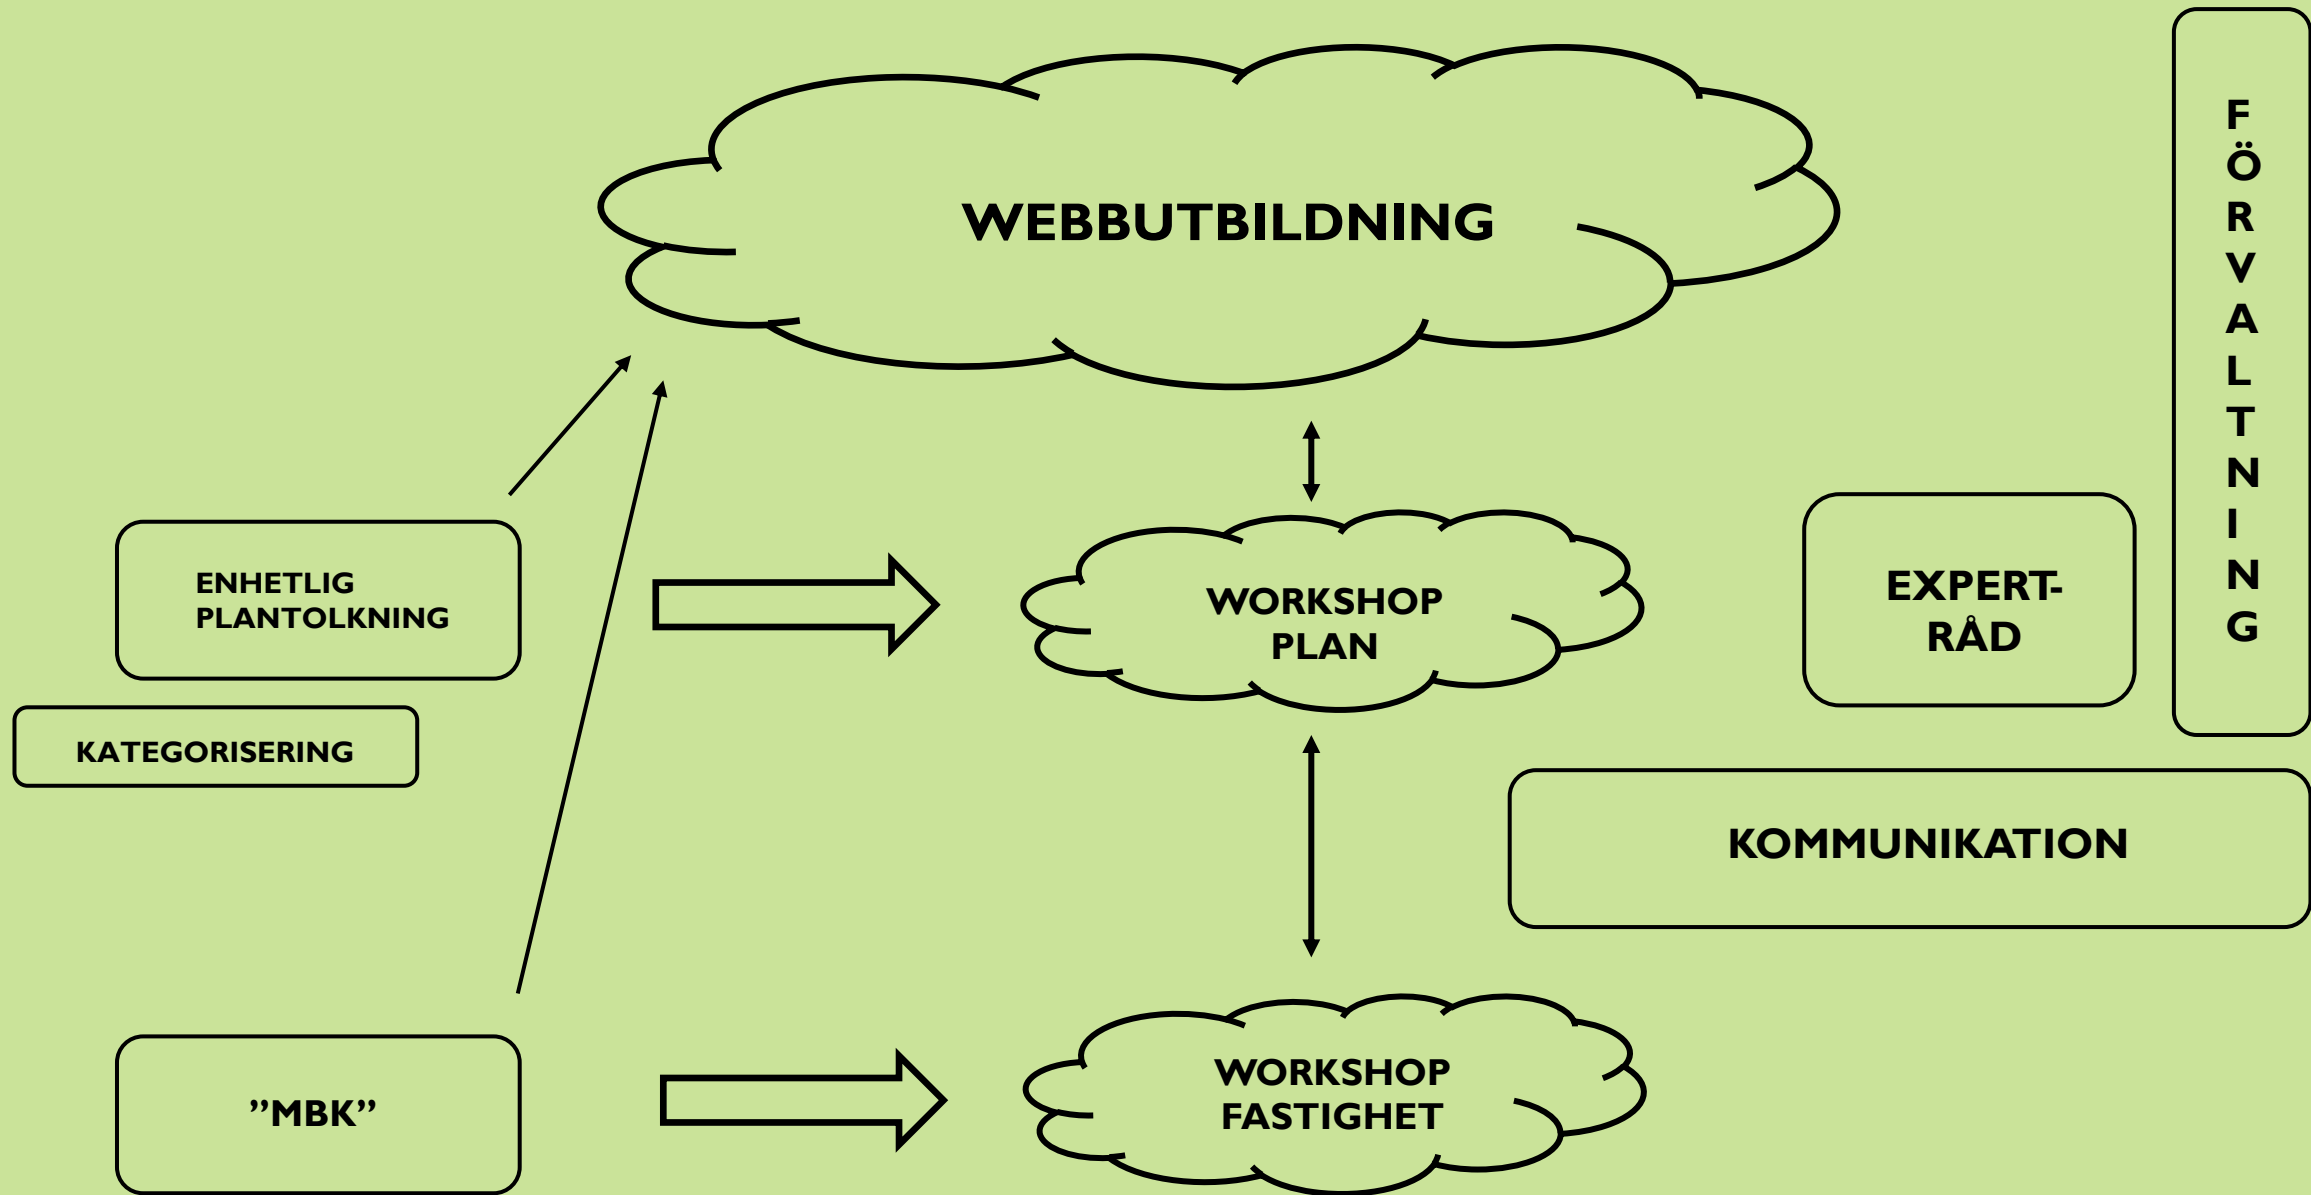 WEBBUTBILDNING
F
Ö
R
V
A
L
T
N
I
N
G
ENHETLIG
PLANTOLKNING
WORKSHOP
PLAN
EXPERT-
RÅD
KATEGORISERING
KOMMUNIKATION
”MBK”
WORKSHOP
FASTIGHET